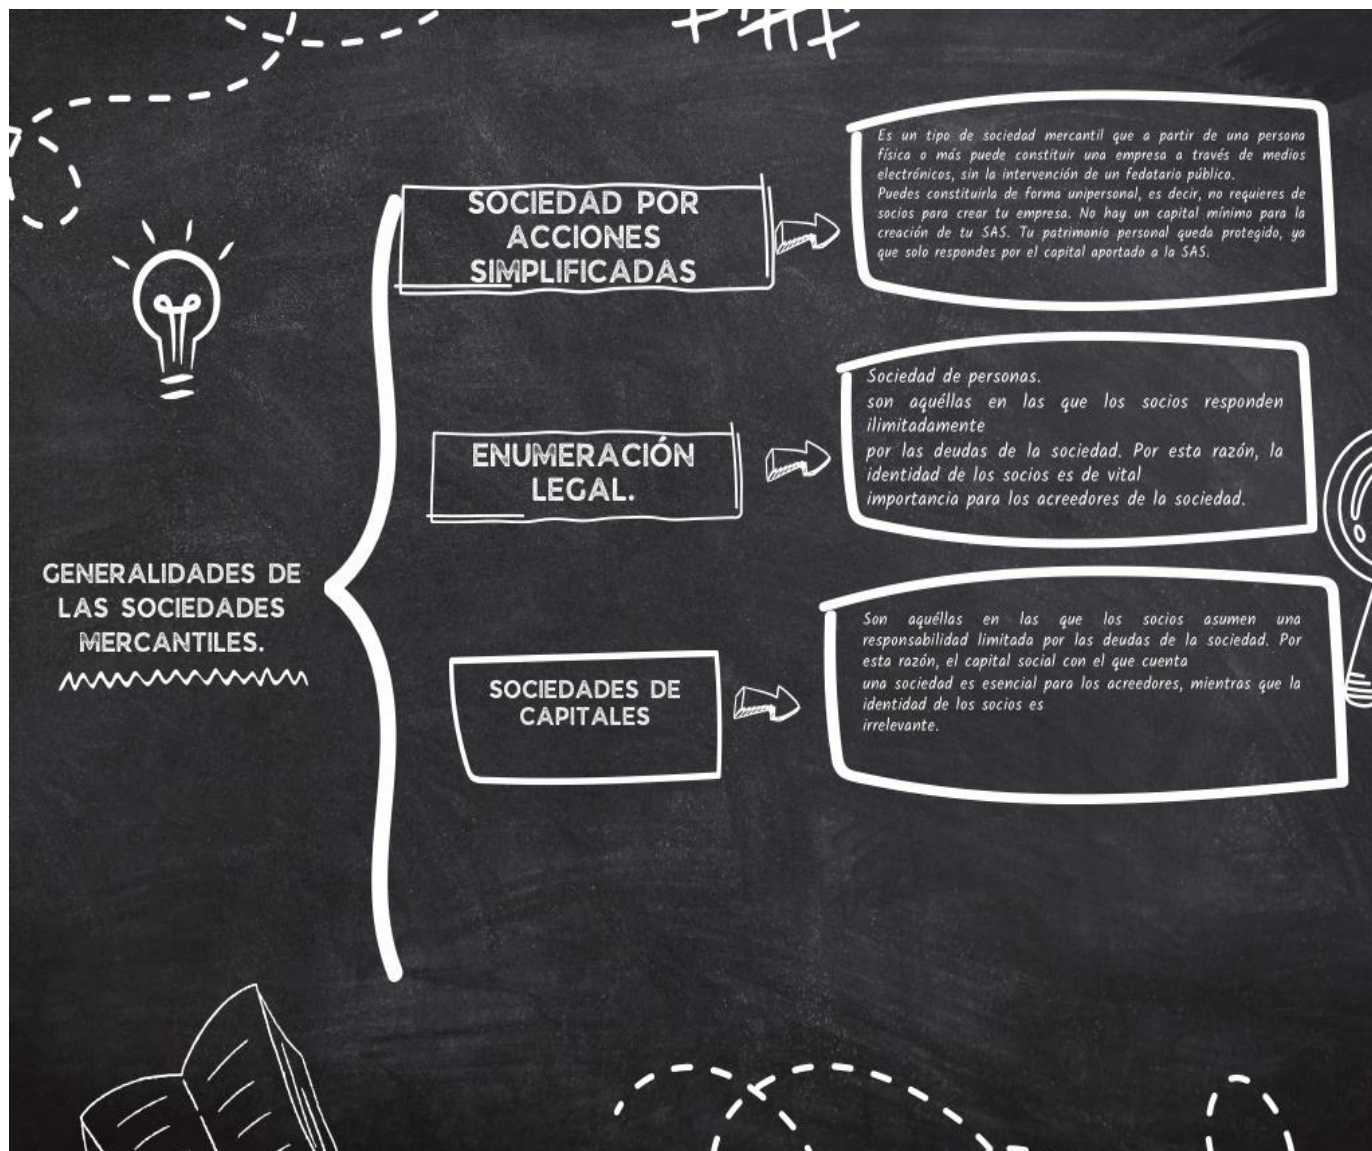 GENERALIDADES DE
LAS SOCIEDADES
MERCANTILES.
SOCIEDAD POR
ACCIONES
SIMPLIFICADAS
Es un tipo de sociedad mercantil que a partir de una persona
física o más puede constituir una empresa a través de medios
electrónicos, sin la intervención de un fedatario público.
Puedes constituirla de forma unipersonal, es decir, no requieres de
socios para crear tu empresa. No hay un capital mínimo para la
creación de tu SAS. Tu patrimonio personal queda protegido, ya
que solo respondes por el capital aportado a la SAS.
ENUMERACIÓN
LEGAL.
Sociedad de personas.
son aquéllas en las que los socios responden
ilimitadamente
por las deudas de la sociedad. Por esta razón, la
identidad de los socios es de vital
importancia para los acreedores de la sociedad.
SOCIEDADES DE
CAPITALES
Son aquéllas en las que los socios asumen una
responsabilidad limitada por las deudas de la sociedad. Por
esta razón, el capital social con el que cuenta
una sociedad es esencial para los acreedores, mientras que la
identidad de los socios es
irrelevante.